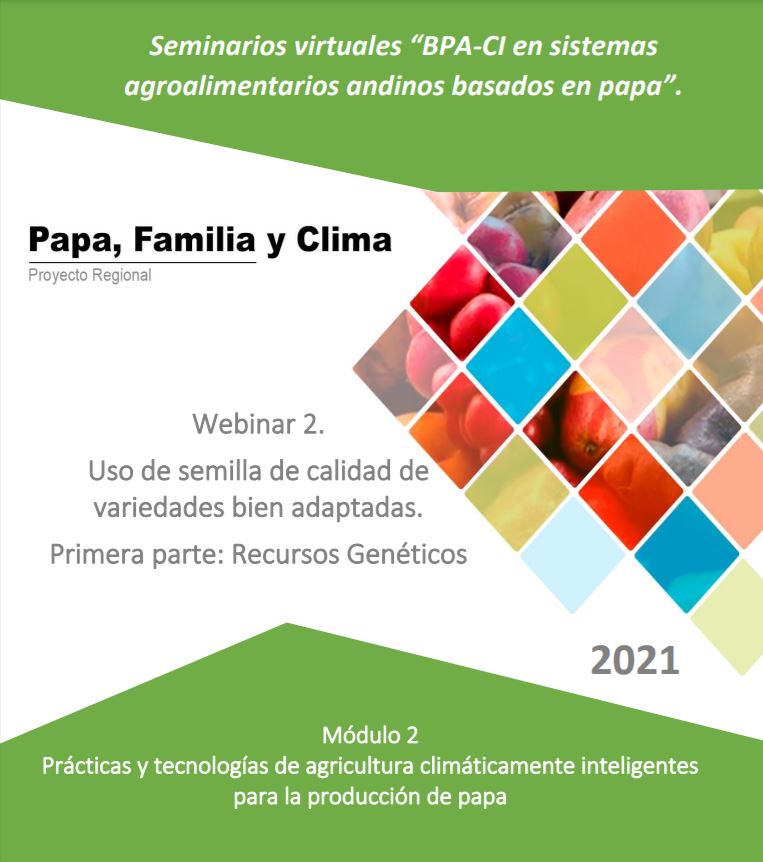 Seminarios virtuales “BPA-CI en sistemas
agroalimentarios andinos basados en papa”.
Papa, Familia y Clima
Proyecto Regional
Webinar 2.
Uso de semilla de calidad de
variedades bien adaptadas.
Primera parte: Recursos Genéticos
2021
Módulo 2
Prácticas y tecnologías de agricultura climáticamente inteligentes
para la producción de papa